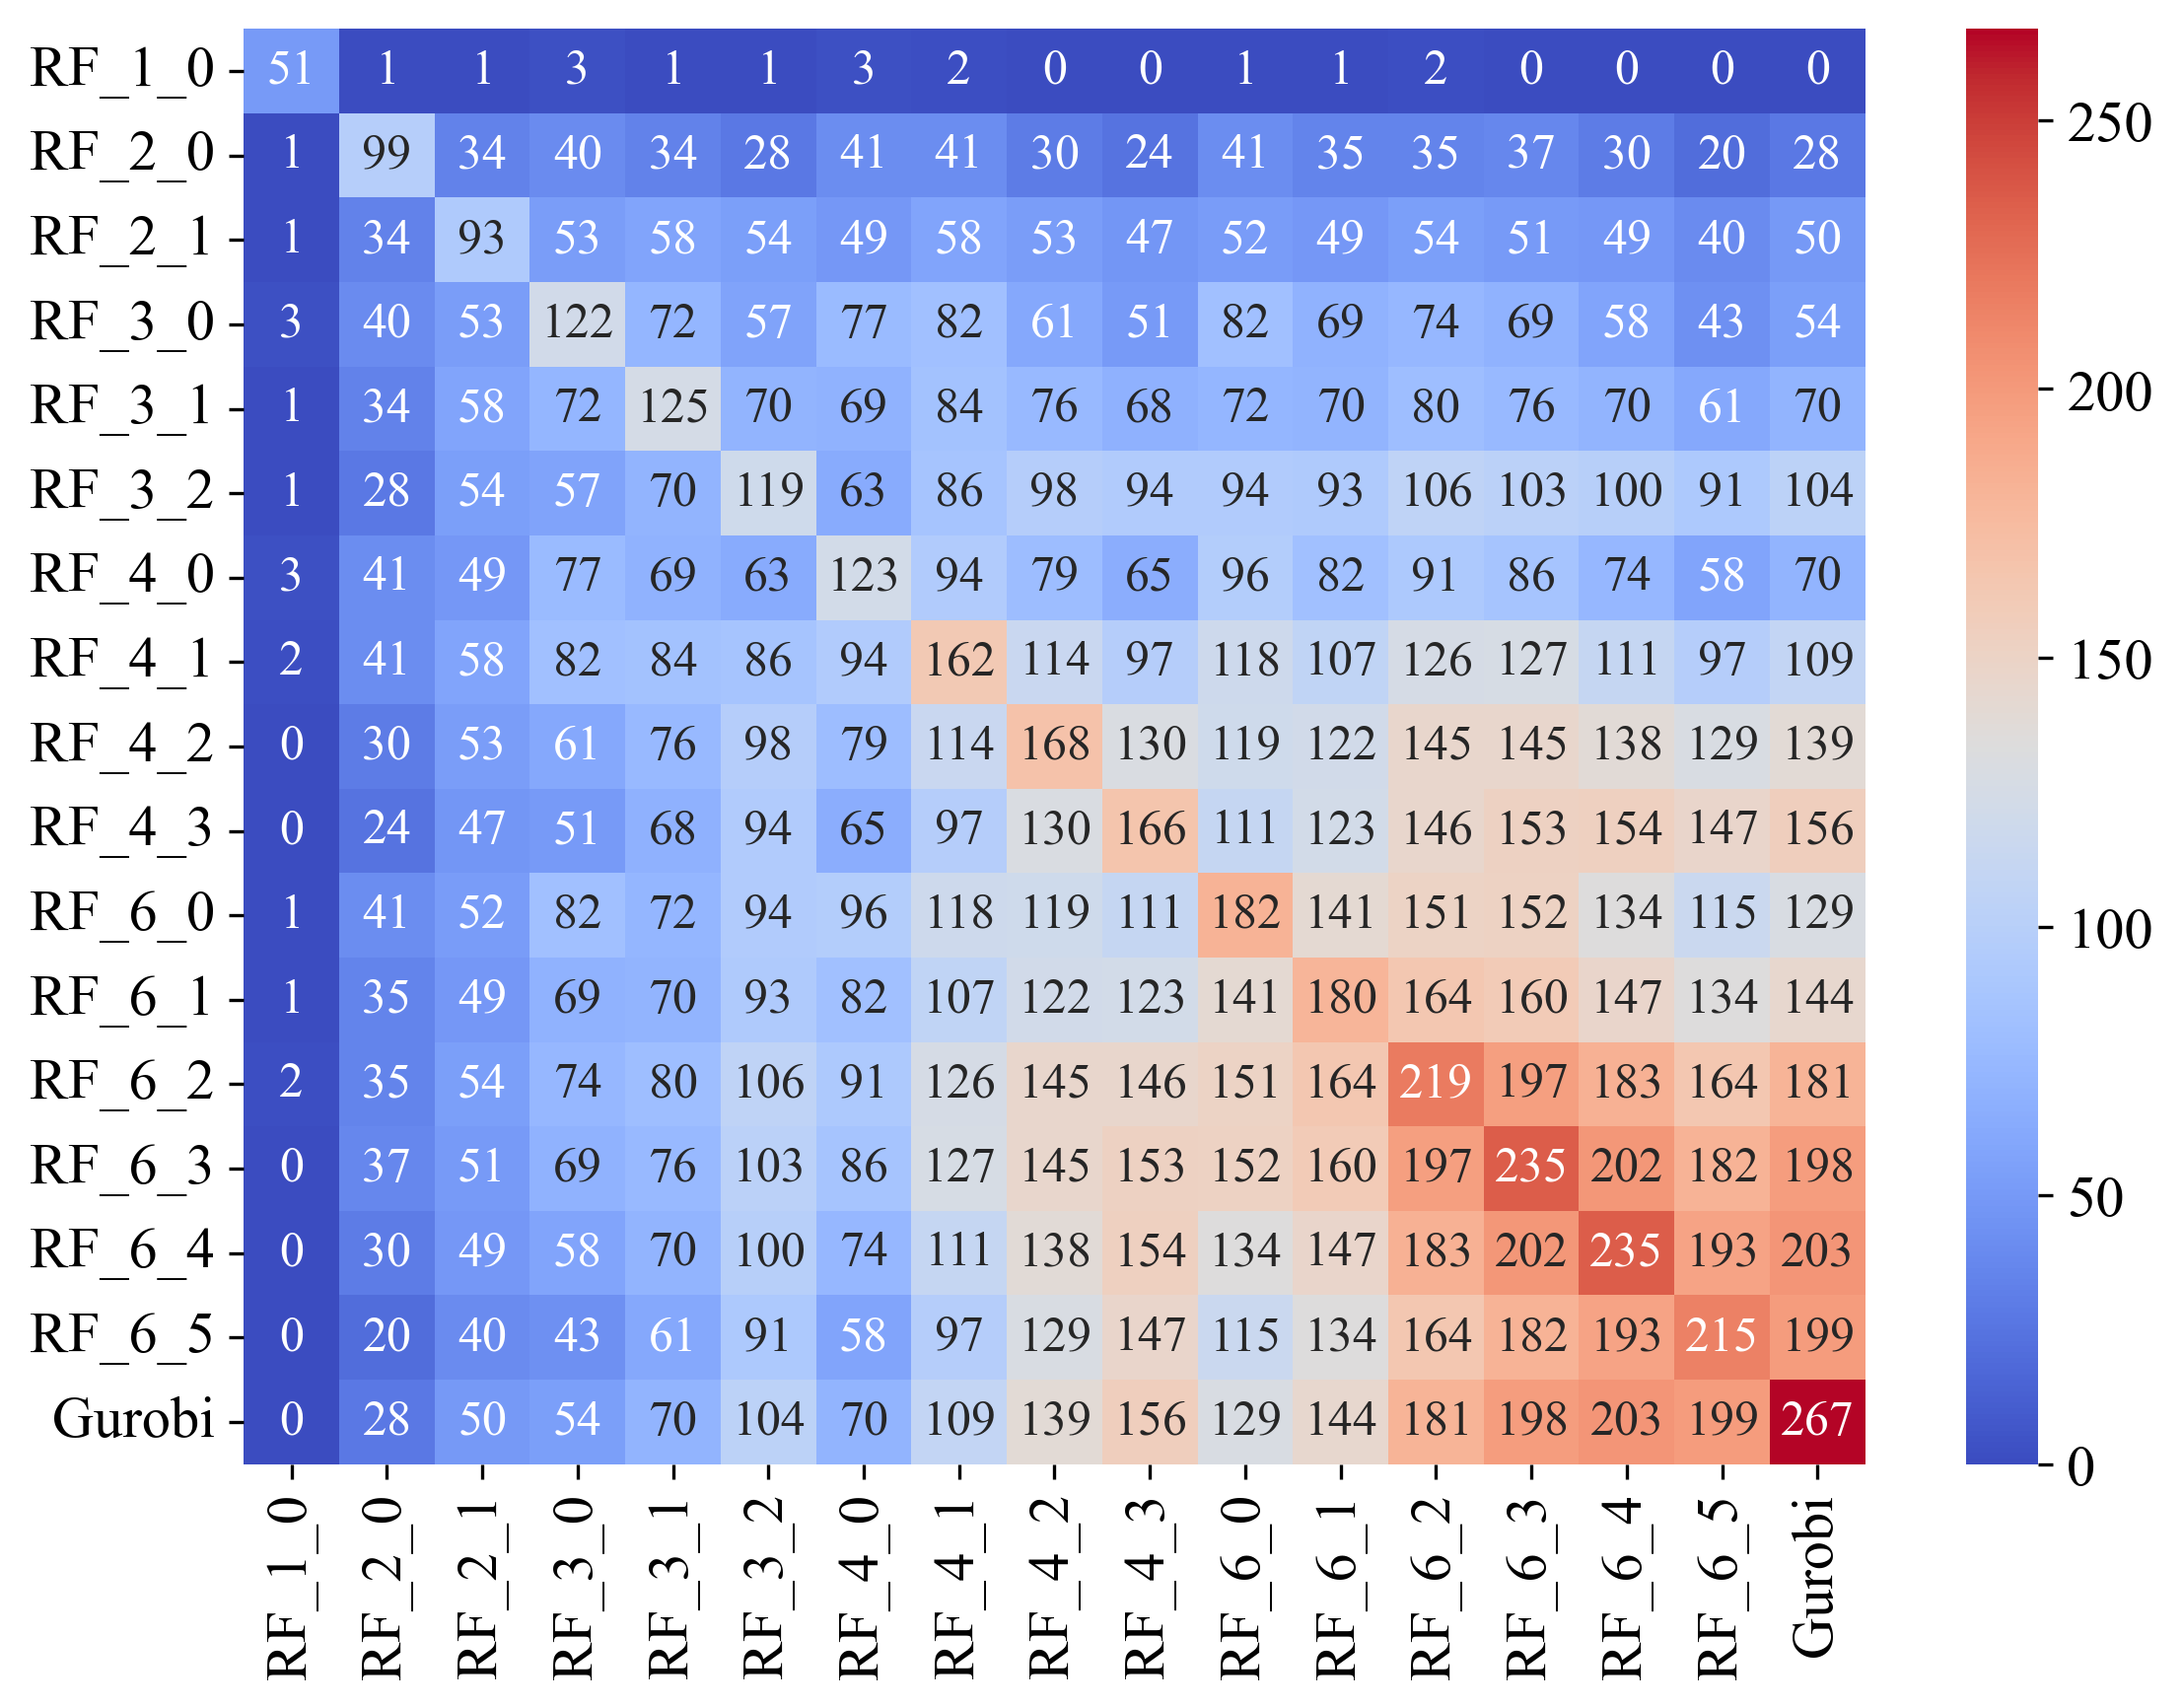 RF_1_0 51 1 1 3 1 1 3 2 0 0 1 1 2 0 0 0 0
RF_2_0 1 99 34 40 34 28 41 41 30 24 41 35 35 37 30 20 28
RF_2_1 1 34 93 53 58 54 49 58 53 47 52 49 54 51 49 40 50
RF_3_0 3 40 53 122 72 57 77 82 61 51 82 69 74 69 58 43 54
RF_3_1 1 34 58 72 125 70 69 84 76 68 72 70 80 76 70 61 70
RF_3_2 1 28 54 57 70 119 63 86 98 94 94 93 106 103 100 91 104
RF_4_0 3 41 49 77 69 63 123 94 79 65 96 82 91 86 74 58 70
RF_4_1 2 41 58 82 84 86 94 162 114 97 118 107 126 127 111 97 109
RF_4_2 0 30 53 61 76 98 79 114 168 130 119 122 145 145 138 129 139
RF_4_3 0 24 47 51 68 94 65 97 130 166 111 123 146 153 154 147 156
RF_6_0 1 41 52 82 72 94 96 118 119 111 182 141 151 152 134 115 129
RF_6_1 1 35 49 69 70 93 82 107 122 123 141 180 164 160 147 134 144
RF_6_2 2 35 54 74 80 106 91 126 145 146 151 164 219 197 183 164 181
RF_6_3 0 37 51 69 76 103 86 127 145 153 152 160 197 235 202 182 198
RF_6_4 0 30 49 58 70 100 74 111 138 154 134 147 183 202 235 193 203
RF_6_5 0 20 40 43 61 91 58 97 129 147 115 134 164 182 193 215 199
Gurobi 0 28 50 54 70 104 70 109 139 156 129 144 181 198 203 199 267
RF_1_0 RF_2_0 RF_2_1 RF_3_0 RF_3_1 RF_3_2 RF_4_0 RF_4_1 RF_4_2 RF_4_3 RF_6_0 RF_6_1 RF_6_2 RF_6_3 RF_6_4 RF_6_5 Gurobi
250
200
150
100
50
0